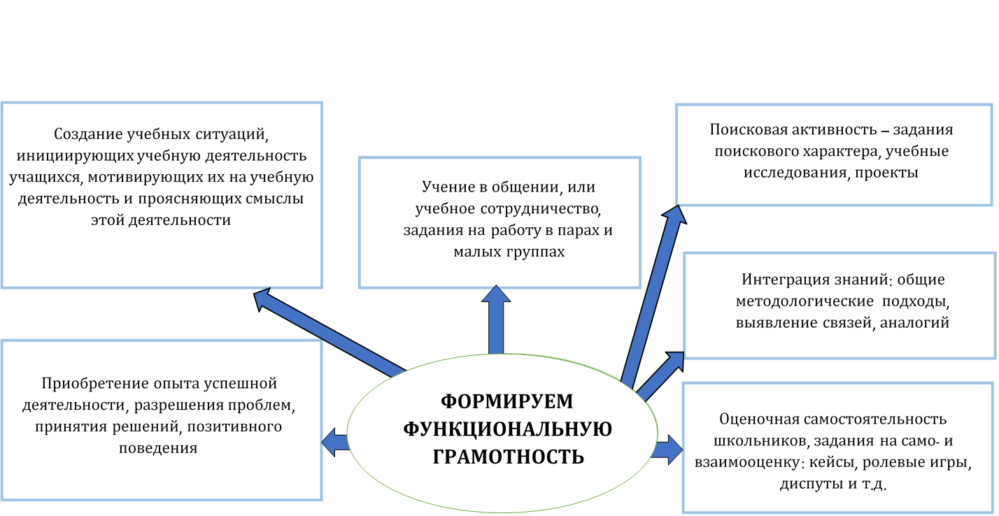 Создание учебных ситуаций,
инициирующих учебную деятельность
учащихся, мотивирующих их на учебную
деятельность и проясняющих смыслы
этой деятельности
Учение в общении, или
учебное сотрудничество,
задания на работу в парах и
малых группах
Поисковая активность – задания
поискового характера, учебные
исследования, проекты
Интеграция знаний: общие
методологические подходы,
выявление связей, аналогий
Приобретение опыта успешной
деятельности, разрешения проблем,
принятия решений, позитивного
поведения
ФОРМИРУЕМ
ФУНКЦИОНАЛЬНУЮ
ГРАМОТНОСТЬ
Оценочная самостоятельность
школьников, задания на само- и
взаимооценку: кейсы, ролевые игры,
диспуты и т.д.